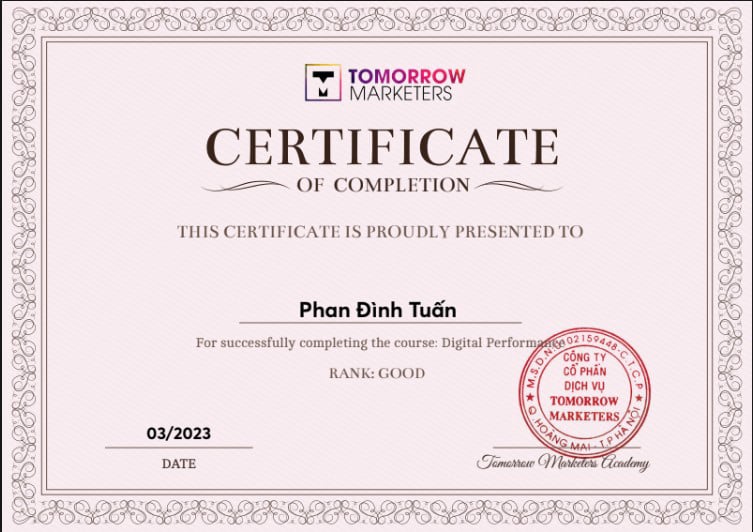 TOMORROW
MARKETERS
CERTIFICATE
OF COMPLETION
THIS CERTIFICATE IS PROUDLY PRESENTED TO
Phan Đình Tuấn
For successfully completing the course: Digital Performance
RANK: GOOD
M.S.D.N: 0102159448-C.T.C.P
CÔNG TY
CỔ PHẦN
DỊCH VỤ
TOMORROW
MARKETERS
Q. HOÀNG MAI - T.P HÀ NỘI
03/2023
DATE
Tomorrow Marketers Academy